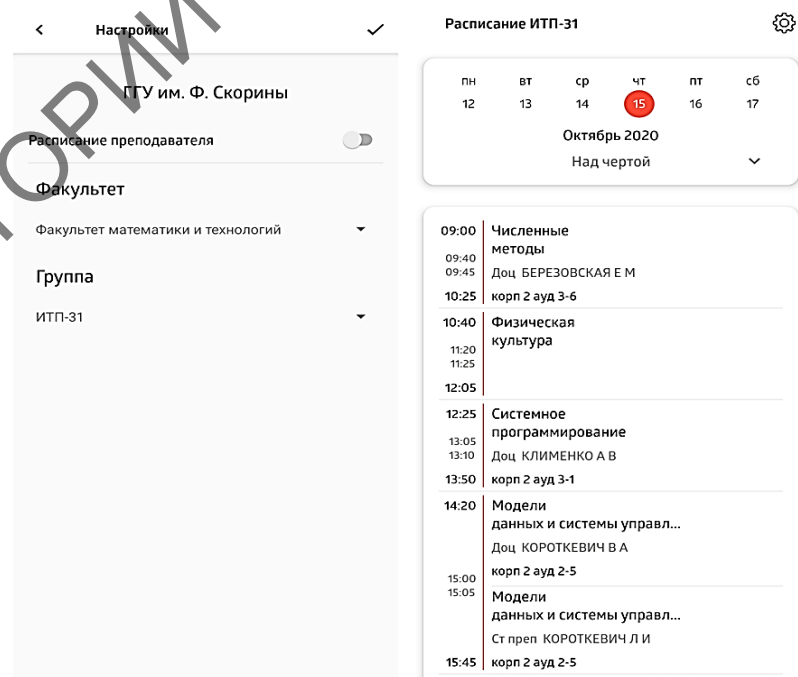 Настройки
ГГУ им. Ф. Скорины
Расписание преподавателя
Факультет
Факультет математики и технологий
Группа
ИТП-31
Расписание ИТП-31
пн вт ср чт пт сб
12 13 14 15 16 17
Октябрь 2020
Над чертой
09:00 Численные
методы
09:40
09:45 Доц БЕРЕЗОВСКАЯ Е М
10:25 корп 2 ауд 3-6
10:40 Физическая
культура
11:20
11:25
12:05
12:25 Системное
программирование
13:05
13:10 Доц КЛИМЕНКО А В
13:50 корп 2 ауд 3-1
14:20 Модели
данных и системы управл...
Доц КОРОТКЕВИЧ В А
корп 2 ауд 2-5
15:00
15:05 Модели
данных и системы управл...
Ст преп КОРОТКЕВИЧ Л И
15:45 корп 2 ауд 2-5